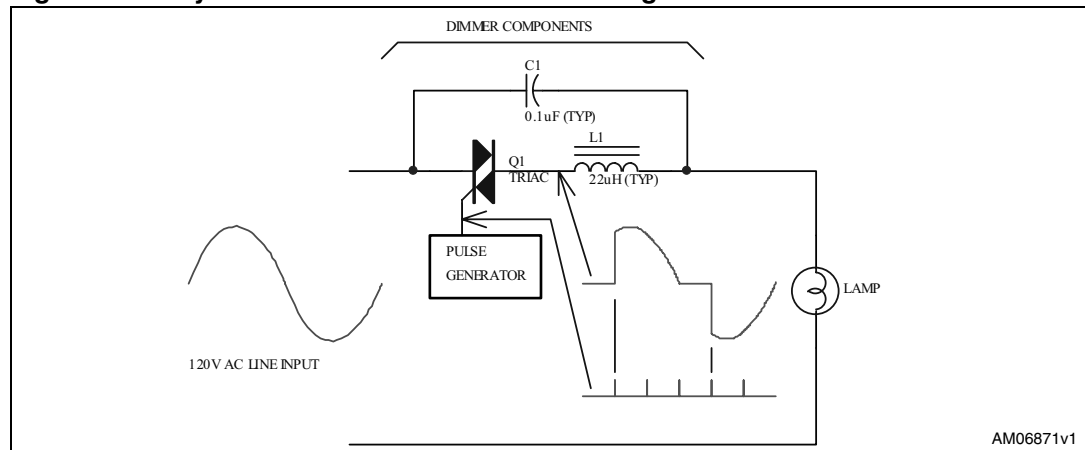 DIMMER COMPONENTS
C1
0.1uF (TYP)
L1
Q1
TRIAC
22uH (TYP)
PULSE
GENERATOR
LAMP
120V AC LINE INPUT
AM06871v1